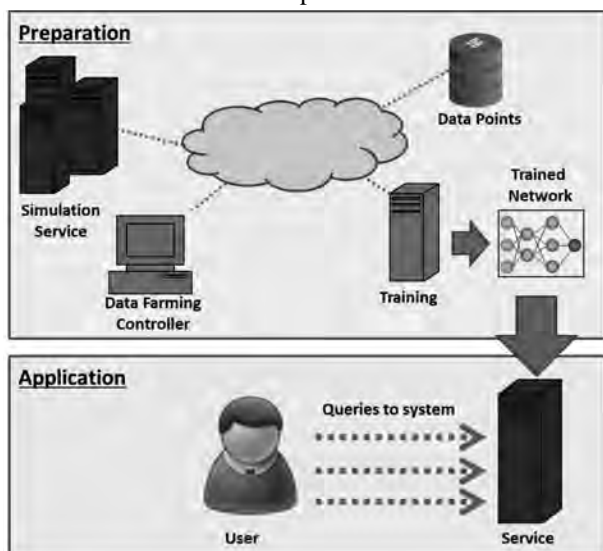 Preparation
Data Points
Simulation
Service
Data Farming
Controller
Training
Trained
Network
Application
Queries to system
User
Service